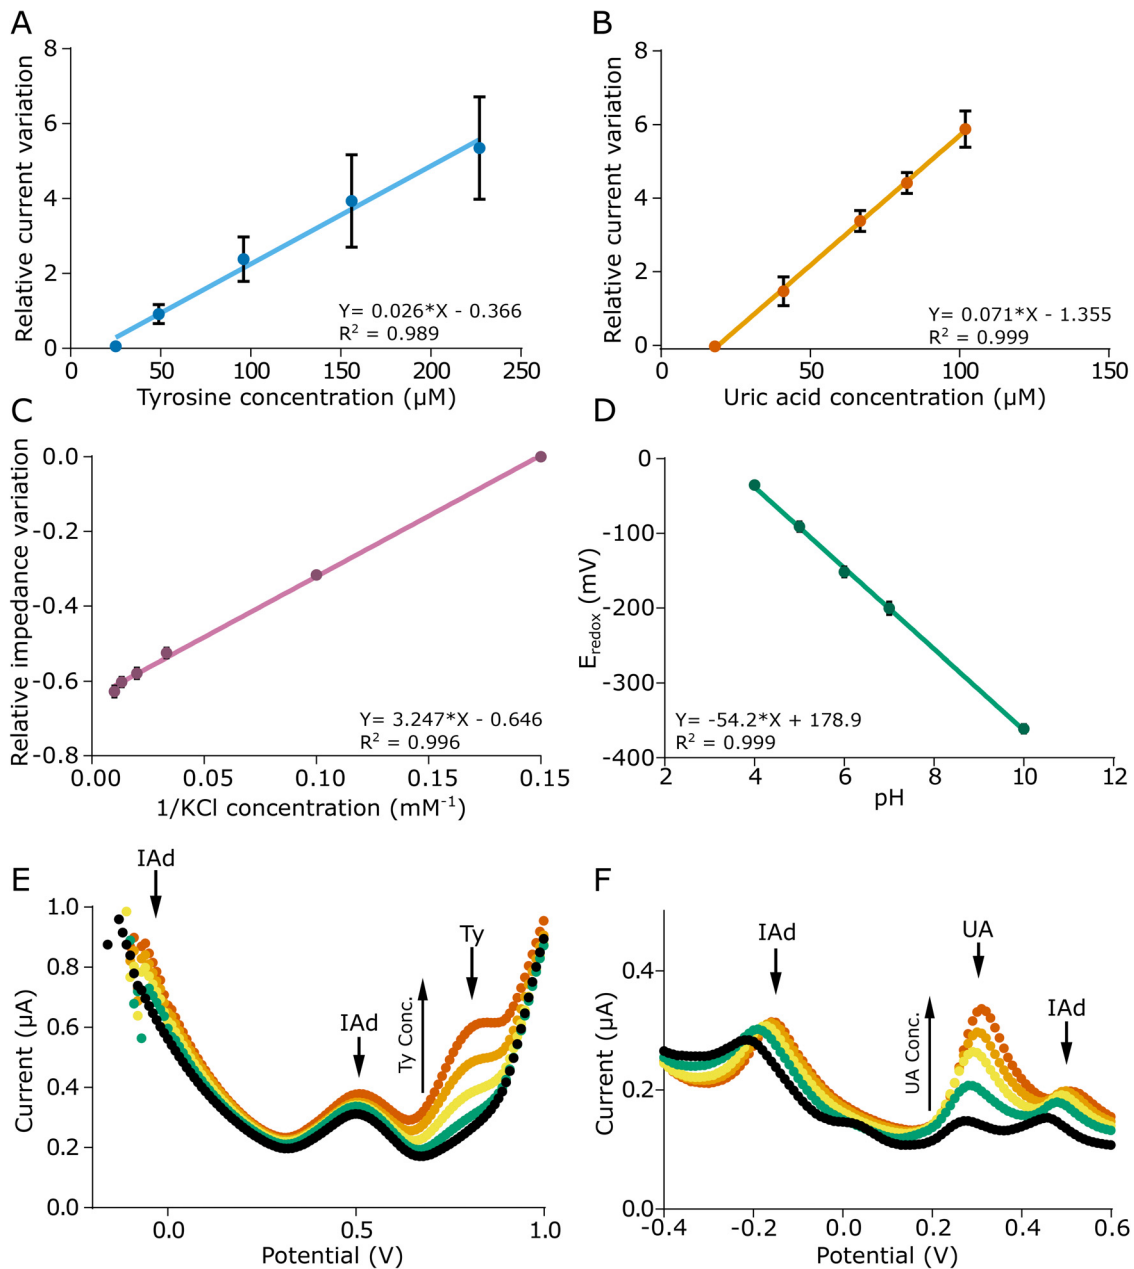 A
Relative current variation
8
6
4
2
0
0
50
100
150
200
250
Y= 0.026*X - 0.366
R² = 0.989
Tyrosine concentration (µM)
B
Relative current variation
8
6
4
2
0
0
50
100
150
Y= 0.071*X - 1.355
R² = 0.999
Uric acid concentration (µM)
C
Relative impedance variation
0.0
-0.2
-0.4
-0.6
-0.8
0.00
0.05
0.10
0.15
Y= 3.247*X - 0.646
R² = 0.996
1/KCl concentration (mM⁻¹)
D
Eredox (mV)
0
-100
-200
-300
-400
2
4
6
8
10
12
Y= -54.2*X + 178.9
R² = 0.999
pH
E
Current (µA)
1.0
0.8
0.6
0.4
0.2
0.0
0.0
0.5
1.0
IAd
IAd
Ty Conc.
Ty
Potential (V)
F
Current (µA)
0.4
0.2
0.0
-0.4
-0.2
0.0
0.2
0.4
0.6
IAd
UA Conc.
UA
IAd
Potential (V)